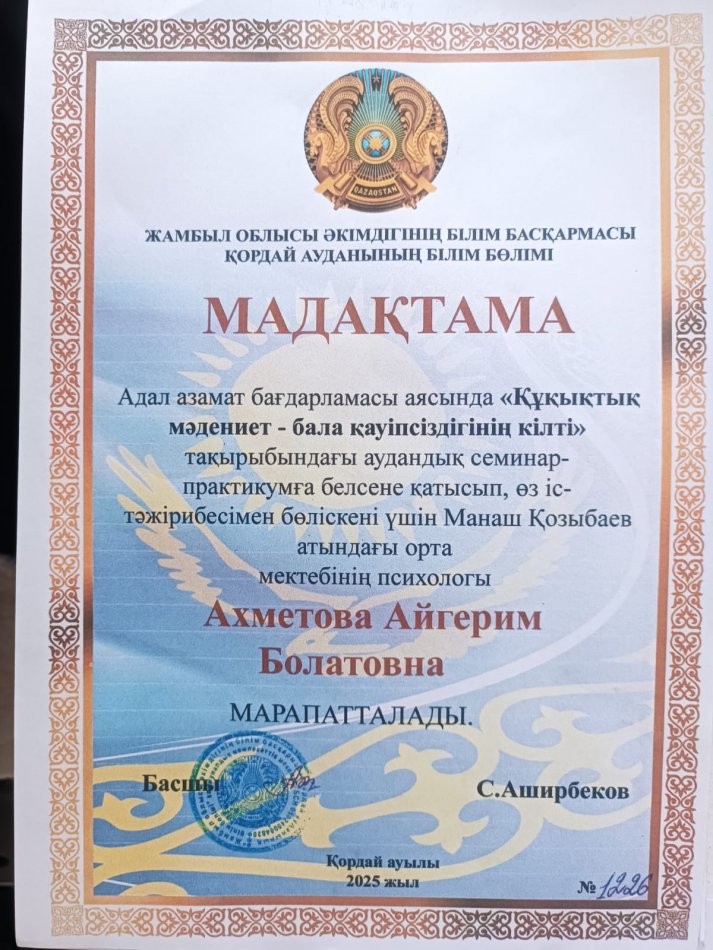 QAZAQSTAN
ЖАМБЫЛ ОБЛЫСЫ ӘКІМДІГІНІҢ БІЛІМ БАСҚАРМАСЫ
ҚОРДАЙ АУДАНЫНЫҢ БІЛІМ БӨЛІМІ
МАДАҚТАМА
Адал азамат бағдарламасы аясында «Құқықтық
мәдениет - бала қауіпсіздігінің кілті»
тақырыбындағы аудандық семинар-
практикумға белсене қатысып, өз іс-
тәжірибесімен бөліскені үшін Манаш Қозыбаев
атындағы орта
мектебінің психологы
Ахметова Айгерим
Болатовна
МАРАПАТТАЛАДЫ.
Басшы
С.Аширбеков
Қордай ауылы
2025 жыл
№ 1226